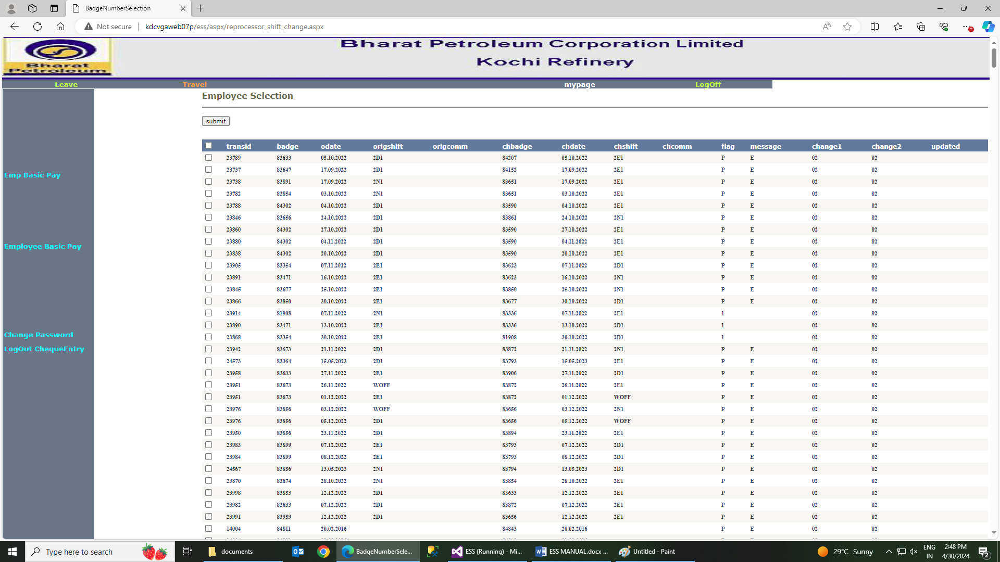 BadgeNumberSelection
Not secure
kdcvgaweb07p/ess/aspx/reprocessor_shift_change.aspx
Bharat Petroleum Corporation Limited
Kochi Refinery
Bharat
Petroleum
Leave Travel mypage LogOff
Employee Selection
submit
Emp Basic Pay
Employee Basic Pay
Change Password
LogOut ChequeEntry
transid badge odate origshift origcomm chbadge chdate chshift chcomm flag message change1 change2 updated
23789 83633 05.10.2022 2D1 84207 05.10.2022 2E1 P E 02 02
23737 83647 17.09.2022 2D1 84152 17.09.2022 2E1 P E 02 02
23738 83891 17.09.2022 2N1 83651 17.09.2022 2E1 P E 02 02
23782 83854 03.10.2022 2N1 83651 03.10.2022 2E1 P E 02 02
23788 84302 04.10.2022 2D1 83590 04.10.2022 2E1 P E 02 02
23846 83656 24.10.2022 2D1 83861 24.10.2022 2N1 P E 02 02
23860 84302 27.10.2022 2D1 83590 27.10.2022 2E1 P E 02 02
23880 84302 04.11.2022 2D1 83590 04.11.2022 2E1 P E 02 02
23838 84302 20.10.2022 2D1 83590 20.10.2022 2E1 P E 02 02
23905 83354 07.11.2022 2E1 83623 07.11.2022 2D1 P E 02 02
23891 83471 16.10.2022 2E1 83623 16.10.2022 2N1 P E 02 02
23845 83677 25.10.2022 2E1 83850 25.10.2022 2N1 P E 02 02
23866 83850 30.10.2022 2E1 83677 30.10.2022 2D1 P E 02 02
23914 81908 07.11.2022 2N1 83336 07.11.2022 2E1 1 02 02
23890 83471 13.10.2022 2E1 83336 13.10.2022 2D1 1 02 02
23868 83354 30.10.2022 2E1 81908 30.10.2022 2D1 1 02 02
23942 83673 21.11.2022 2D1 83872 21.11.2022 2N1 P E 02 02
24573 83364 15.05.2023 2D1 83793 15.05.2023 2E1 P E 02 02
23958 83633 27.11.2022 2E1 83906 27.11.2022 2D1 P E 02 02
23951 83673 26.11.2022 WOFF 83872 26.11.2022 2E1 P E 02 02
23951 83673 01.12.2022 2E1 83872 01.12.2022 WOFF P E 02 02
23976 83856 03.12.2022 WOFF 83656 03.12.2022 2N1 P E 02 02
23976 83856 05.12.2022 2D1 83656 05.12.2022 WOFF P E 02 02
23950 83856 23.11.2022 2D1 83894 23.11.2022 2E1 P E 02 02
23983 83899 07.12.2022 2E1 83793 07.12.2022 2D1 P E 02 02
23984 83899 08.12.2022 2E1 83793 08.12.2022 2D1 P E 02 02
24567 83856 13.05.2023 2N1 83794 13.05.2023 2D1 P E 02 02
23870 83674 28.10.2022 2N1 83854 28.10.2022 2E1 P E 02 02
23998 83853 12.12.2022 2D1 83633 12.12.2022 2E1 P E 02 02
23982 83633 07.12.2022 2D1 83872 07.12.2022 2E1 P E 02 02
23991 83959 12.12.2022 2D1 83656 12.12.2022 2E1 P E 02 02
14004 84811 20.02.2016 84843 20.02.2016 P E 02 02
Type here to search
documents
BadgeNumberSele...
ESS (Running) - Mi...
ESS MANUAL.docx ...
Untitled - Paint
29°C Sunny
ENG
IN
2:48 PM
4/30/2024
2